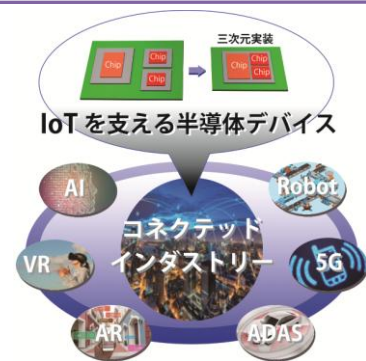 三次元実装
Chip
Chip
Chip
Chip
Chip
Chip
IoTを支える半導体デバイス
AI
Robot
コネクテッド
インダストリー
VR
5G
AR
ADAS